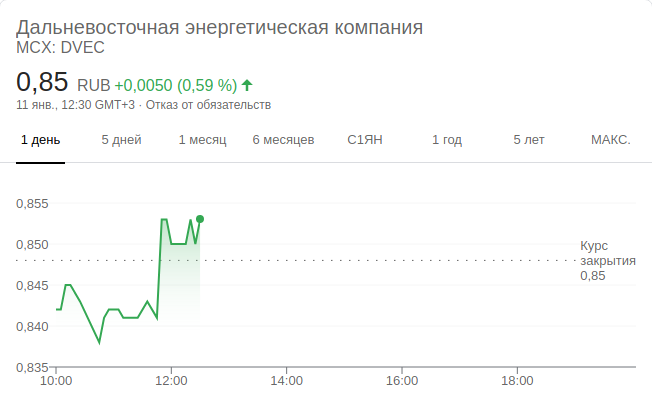 Дальневосточная энергетическая компания
MCX: DVEC
0,85 RUB +0,0050 (0,59 %)
11 янв., 12:30 GMT+3 · Отказ от обязательств
1 день 5 дней 1 месяц 6 месяцев С1ЯН 1 год 5 лет МАКС.
0,855
0,850
0,845
0,840
0,835
Курс
закрытия
0,85
10:00 12:00 14:00 16:00 18:00